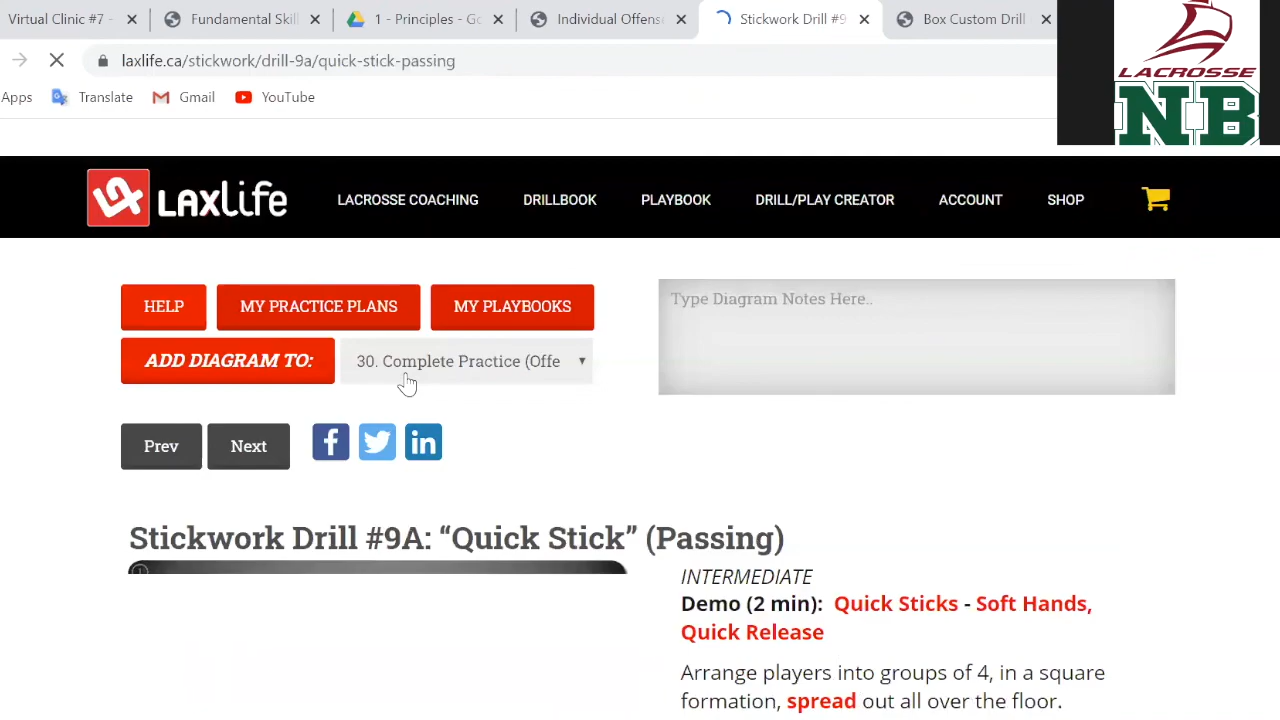 Virtual Clinic #7 -
Fundamental Skil
1 - Principles - Go
Individual Offens
Stickwork Drill #9
Box Custom Drill
laxlife.ca/stickwork/drill-9a/quick-stick-passing
Apps
Translate
Gmail
YouTube
LACROSSE
NB
LAXLIFE
LACROSSE COACHING
DRILLBOOK
PLAYBOOK
DRILL/PLAY CREATOR
ACCOUNT
SHOP
HELP
MY PRACTICE PLANS
MY PLAYBOOKS
Type Diagram Notes Here..
ADD DIAGRAM TO:
30. Complete Practice (Offe
Prev
Next
Stickwork Drill #9A: “Quick Stick” (Passing)
INTERMEDIATE
Demo (2 min): Quick Sticks - Soft Hands,
Quick Release
Arrange players into groups of 4, in a square
formation, spread out all over the floor.